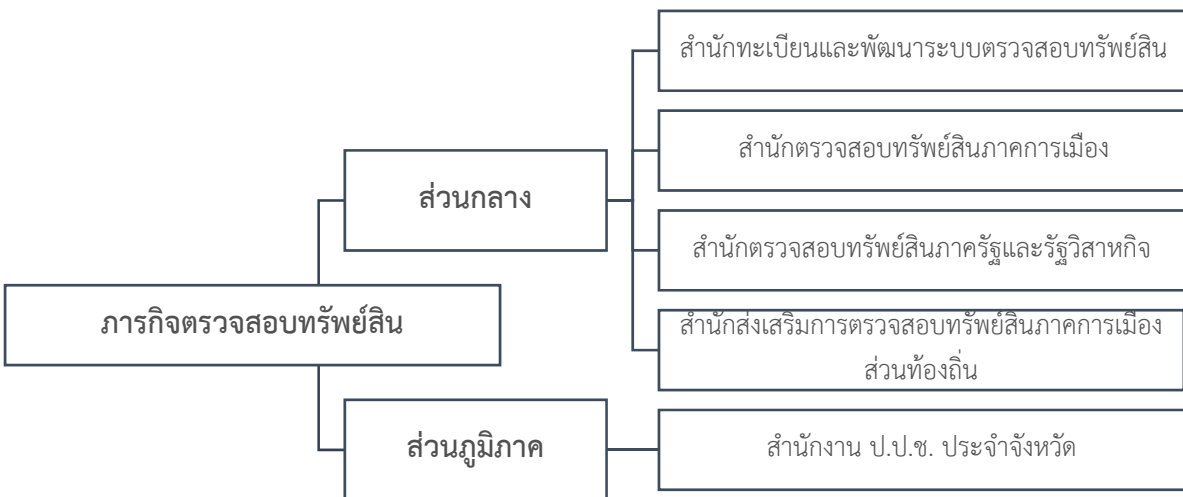 ภารกิจตรวจสอบทรัพย์สิน
ส่วนกลาง
สำนักทะเบียนและพัฒนาระบบตรวจสอบทรัพย์สิน
สำนักตรวจสอบทรัพย์สินภาคการเมือง
สำนักตรวจสอบทรัพย์สินภาครัฐและรัฐวิสาหกิจ
สำนักส่งเสริมการตรวจสอบทรัพย์สินภาคการเมือง
ส่วนท้องถิ่น
ส่วนภูมิภาค
สำนักงาน ป.ป.ช. ประจำจังหวัด